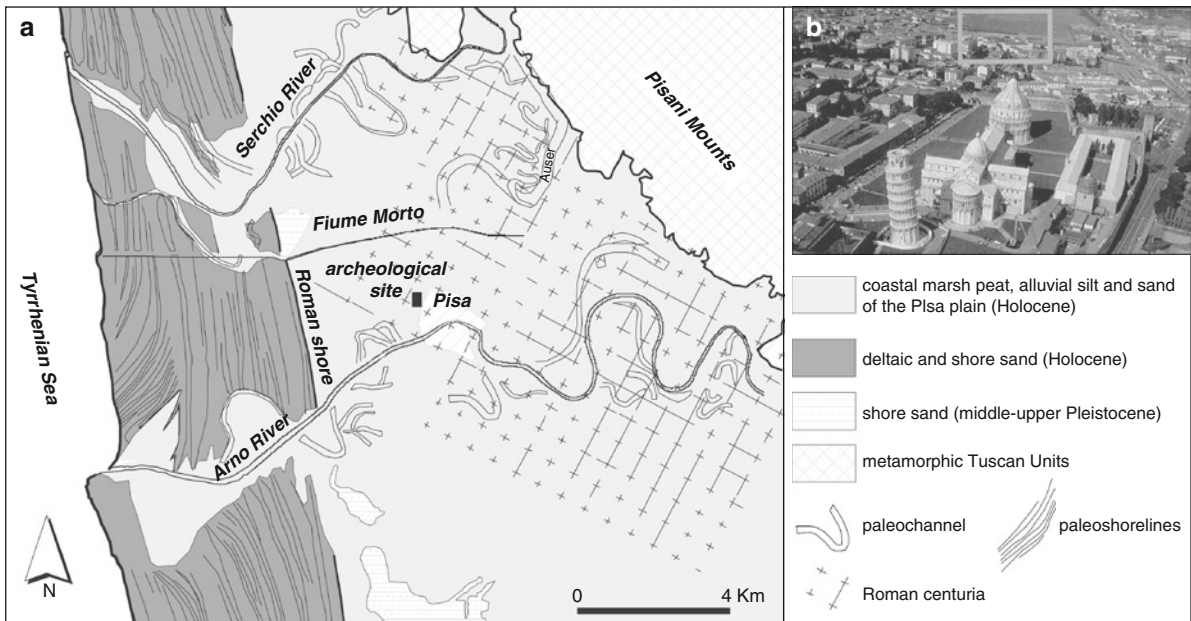 a
Serchio River
Pisani Mounts
Auser
Fiume Morto
archeological
site
Pisa
Roman shore
Tyrrhenian Sea
Arno River
N
0 4 Km
b
coastal marsh peat, alluvial silt and sand
of the PIsa plain (Holocene)
deltaic and shore sand (Holocene)
shore sand (middle-upper Pleistocene)
metamorphic Tuscan Units
paleochannel
paleoshorelines
Roman centuria